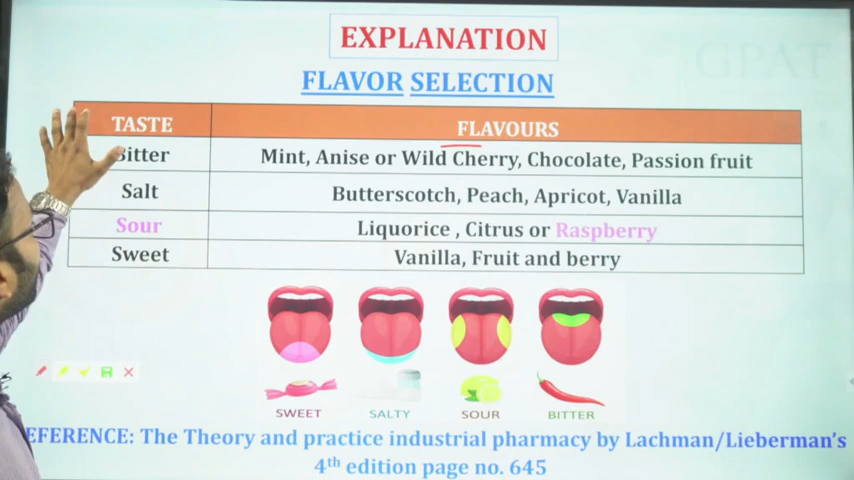 GPAT
EXPLANATION
FLAVOR SELECTION
TASTE FLAVOURS
Bitter Mint, Anise or Wild Cherry, Chocolate, Passion fruit
Salt Butterscotch, Peach, Apricot, Vanilla
Sour Liquorice , Citrus or Raspberry
Sweet Vanilla, Fruit and berry
SWEET SALTY SOUR BITTER
EFERENCE: The Theory and practice industrial pharmacy by Lachman/Lieberman's
4th edition page no. 645